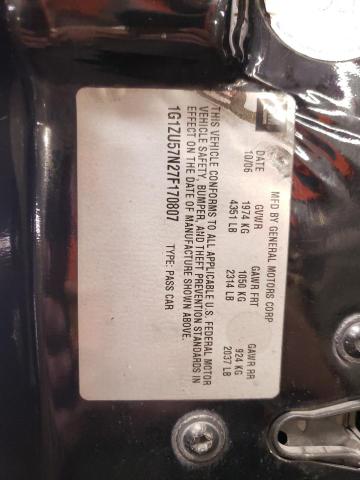 MFD BY GENERAL MOTORS CORP
DATE GVWR GAWR FRT GAWR RR
10/06 1974 KG 1050 KG 924 KG
4351 LB 2314 LB 2037 LB
THIS VEHICLE CONFORMS TO ALL APPLICABLE U.S. FEDERAL MOTOR
VEHICLE SAFETY, BUMPER, AND THEFT PREVENTION STANDARDS IN
EFFECT ON THE DATE OF MANUFACTURE SHOWN ABOVE.
1G1ZU57N27F170807 TYPE: PASS CAR